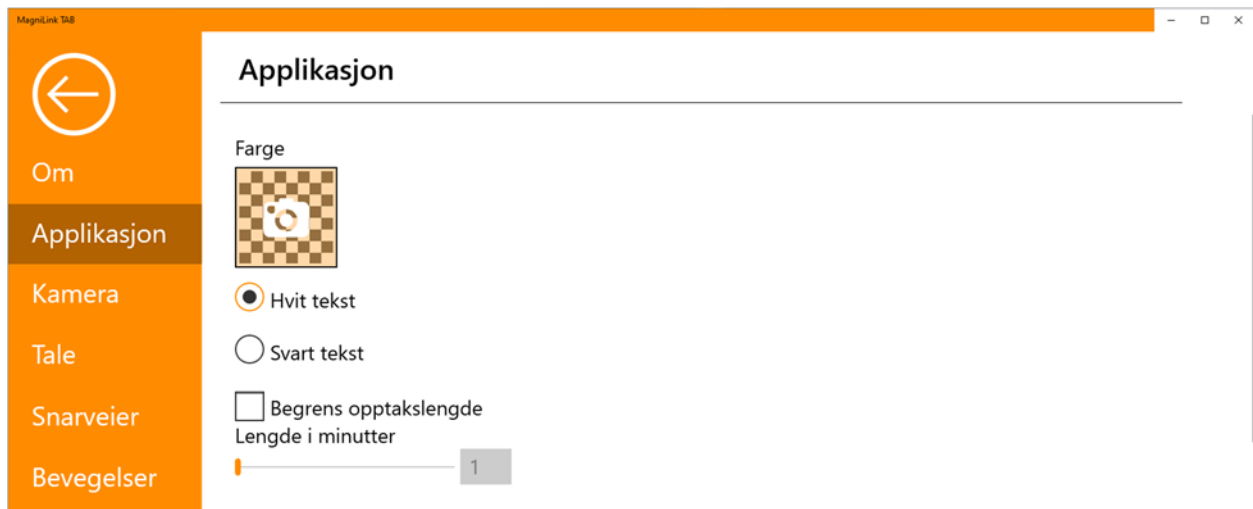 MagniLink TAB
Om
Applikasjon
Kamera
Tale
Snarveier
Bevegelser
Applikasjon
Farge
Hvit tekst
Svart tekst
Begrens opptakslengde
Lengde i minutter
1